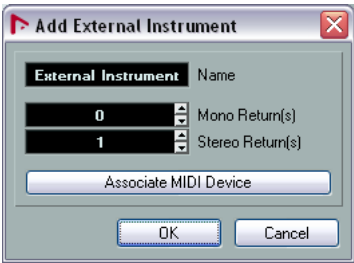 Add External Instrument
External Instrument Name
0 Mono Return(s)
1 Stereo Return(s)
Associate MIDI Device
OK Cancel